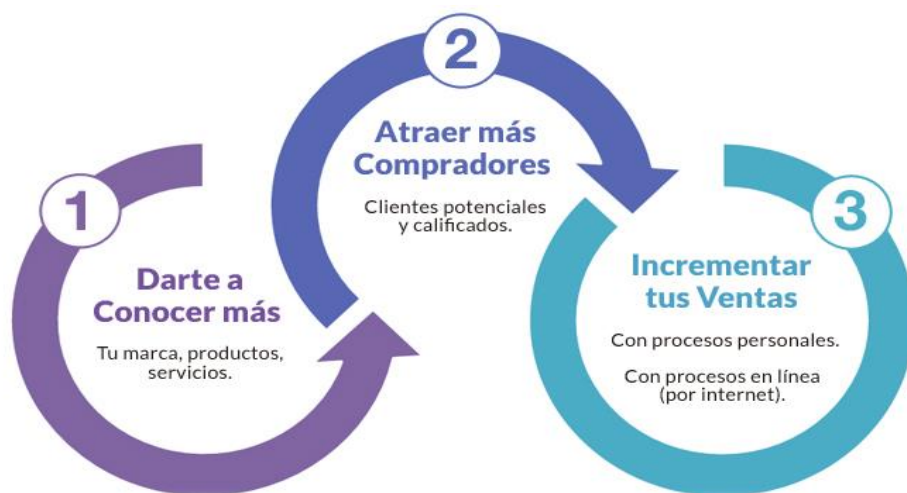 1
Darte a
Conocer más
Tu marca, productos,
servicios.
2
Atraer más
Compradores
Clientes potenciales
y calificados.
3
Incrementar
tus Ventas
Con procesos personales.
Con procesos en línea
(por internet).